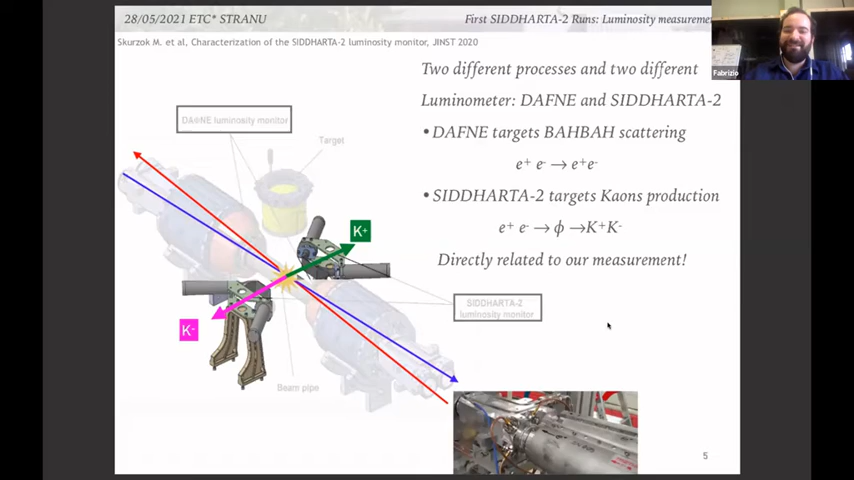 28/05/2021 ETC* STRANU
First SIDDHARTA-2 Runs: Luminosity measurem
Fabrizio
Skurzok M. et al, Characterization of the SIDDHARTA-2 luminosity monitor, JINST 2020
Two different processes and two different
Luminometer: DAFNE and SIDDHARTA-2
• DAFNE targets BAHBAH scattering
e⁺ e⁻ → e⁺e⁻
• SIDDHARTA-2 targets Kaons production
e⁺ e⁻ → ϕ →K⁺K⁻
Directly related to our measurement!
DAΦNE luminosity monitor
Target
K⁺
K⁻
SIDDHARTA-2
luminosity monitor
Beam pipe
5